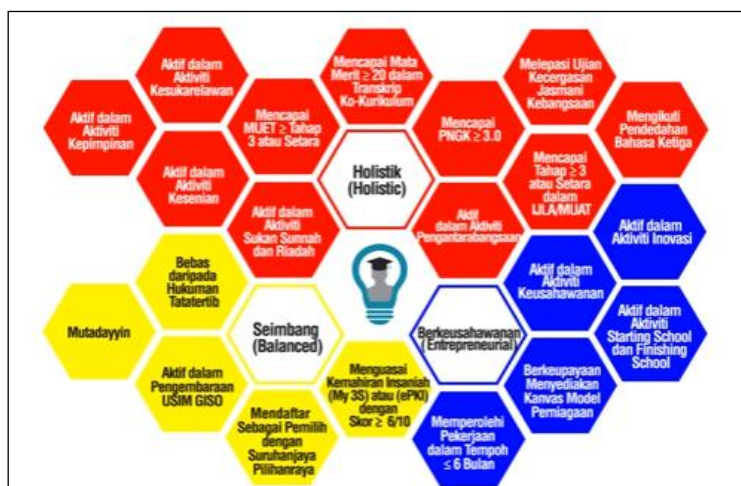 Aktif dalam
Aktiviti
Kesukarelawan
Mencapai Mata
Merit ≥ 20 dalam
Transkrip
Ko-Kurikulum
Melepasi Ujian
Kecergasan
Jasmani
Kebangsaan
Aktif dalam
Aktiviti
Kepimpinan
Mencapai
MUET ≥ Tahap
3 atau Setara
Mencapai
PNGK ≥ 3.0
Mengikuti
Pendedahan
Bahasa Ketiga
Aktif dalam
Aktiviti
Kesenian
Holistik
(Holistic)
Mencapai
Tahap ≥ 3
atau Setara
dalam
IJLA/MUAT
Aktif dalam
Aktiviti
Sukan Sunnah
dan Riadah
Aktif
dalam Aktiviti
Pengantarabangsaan
Aktif dalam
Aktiviti Inovasi
Bebas
daripada
Hukuman
Tatatertib
Aktif dalam
Aktiviti
Keusahawanan
Mutadayyin
Seimbang
(Balanced)
Berkeusahawanan
(Entrepreneurial)
Aktif dalam
Aktiviti
Starting School
dan Finishing
School
Aktif dalam
Pengembaraan
USIM GISO
Menguasai
Kemahiran Insaniah
(My 3S) atau (ePKI)
dengan
Skor ≥ 6/10
Berkeupayaan
Menyediakan
Kanvas Model
Perniagaan
Mendaftar
Sebagai Pemilih
dengan
Suruhanjaya
Pilihanraya
Memperolehi
Pekerjaan
dalam Tempoh
≤ 6 Bulan